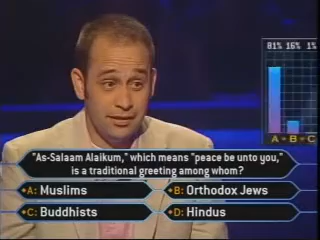 81% 16% 1%
A B C
"As-Salaam Alaikum," which means "peace be unto you,"
is a traditional greeting among whom?
A: Muslims
B: Orthodox Jews
C: Buddhists
D: Hindus